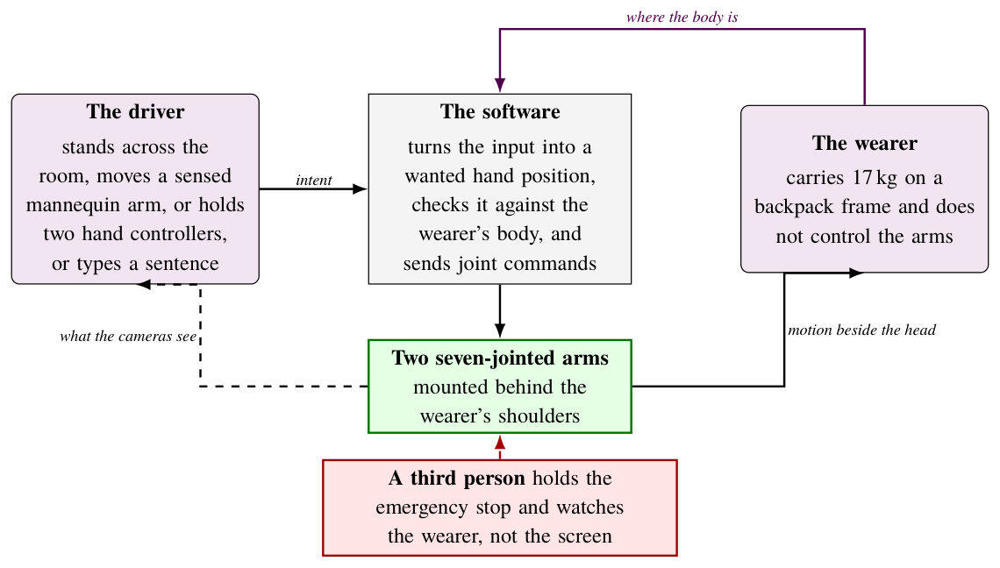 where the body is
The driver
stands across the
room, moves a sensed
mannequin arm, or holds
two hand controllers,
or types a sentence
intent
The software
turns the input into a
wanted hand position,
checks it against the
wearer's body, and
sends joint commands
The wearer
carries 17 kg on a
backpack frame and does
not control the arms
what the cameras see
motion beside the head
Two seven-jointed arms
mounted behind the
wearer's shoulders
A third person holds the
emergency stop and watches
the wearer, not the screen